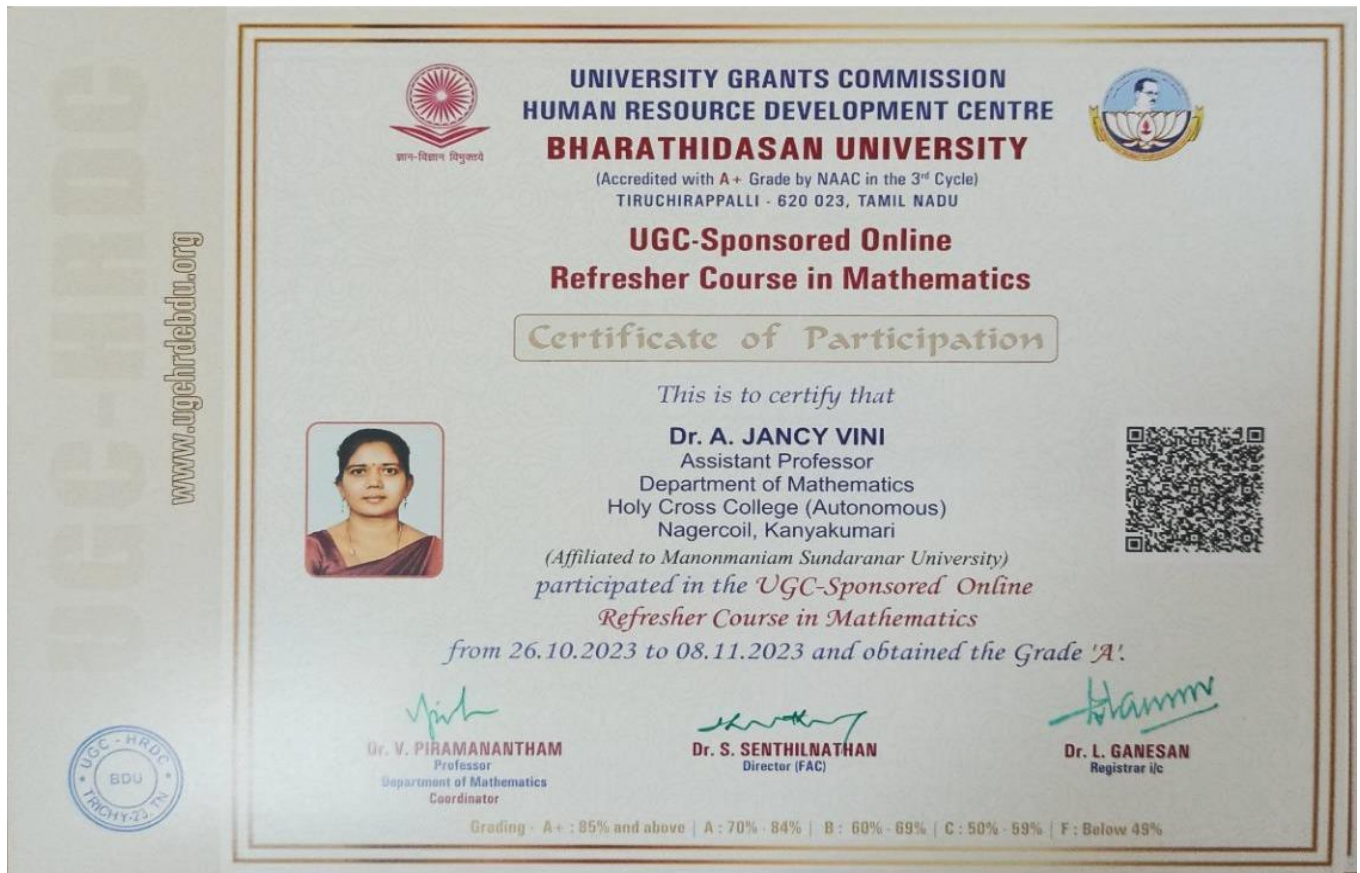 UGC-HRDC
www.ugchrdcbdu.org
ज्ञान-विज्ञान विमुक्तये
UNIVERSITY GRANTS COMMISSION
HUMAN RESOURCE DEVELOPMENT CENTRE
BHARATHIDASAN UNIVERSITY
(Accredited with A+ Grade by NAAC in the 3rd Cycle)
TIRUCHIRAPPALLI - 620 023, TAMIL NADU
UGC-Sponsored Online
Refresher Course in Mathematics
Certificate of Participation
This is to certify that
Dr. A. JANCY VINI
Assistant Professor
Department of Mathematics
Holy Cross College (Autonomous)
Nagercoil, Kanyakumari
(Affiliated to Manonmaniam Sundaranar University)
participated in the UGC-Sponsored Online
Refresher Course in Mathematics
from 26.10.2023 to 08.11.2023 and obtained the Grade 'A'.
Dr. V. PIRAMANANTHAM
Professor
Department of Mathematics
Coordinator
Dr. S. SENTHILNATHAN
Director (FAC)
Dr. L. GANESAN
Registrar i/c
UGC - HRDC
BDU
TRICHY-23. TN
Grading - A+ : 85% and above | A : 70% - 84% | B : 60% - 69% | C : 50% - 59% | F : Below 49%